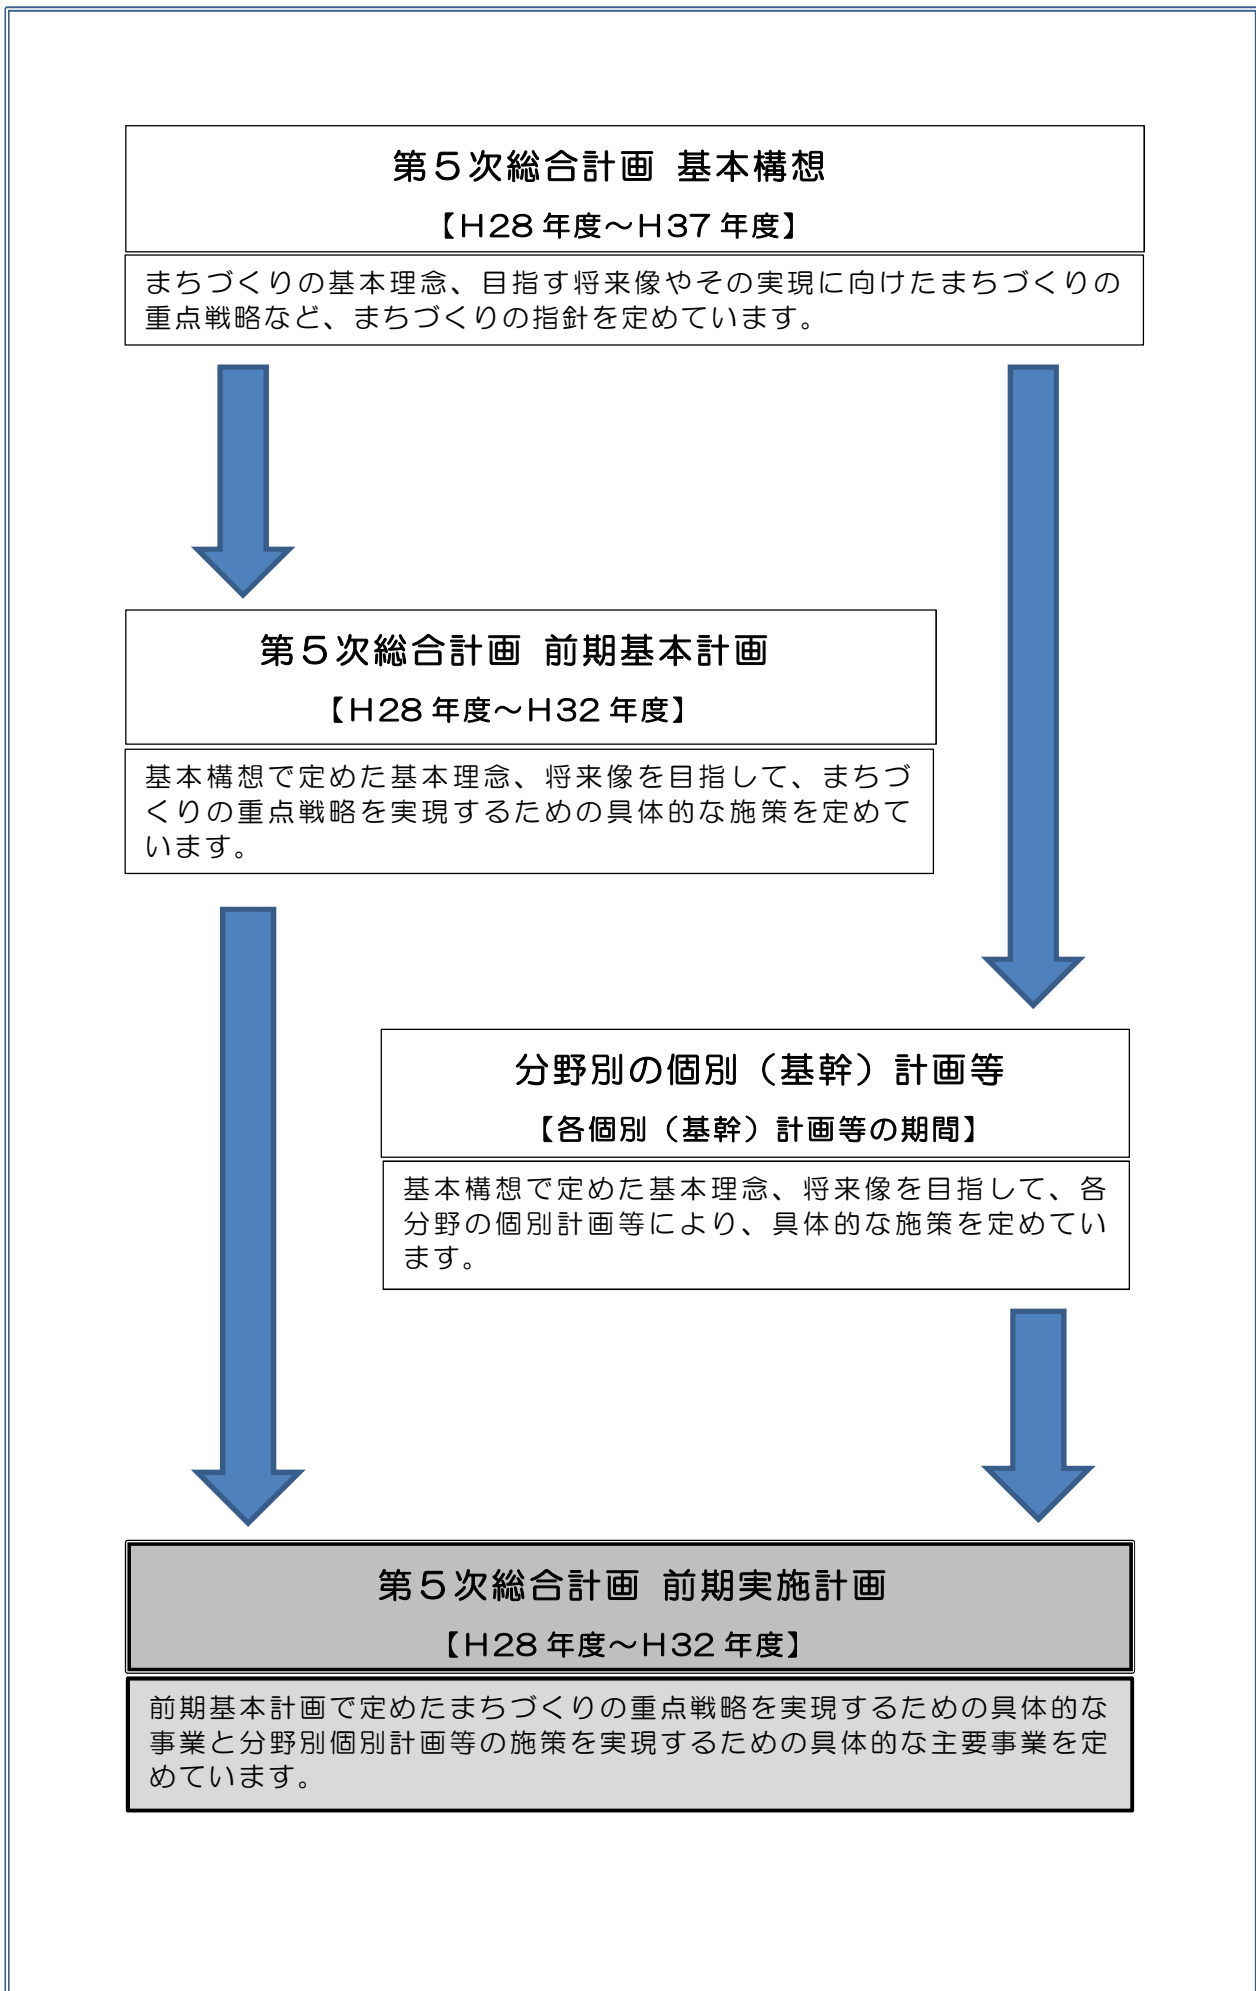 第５次総合計画 基本構想
【H28 年度～H37 年度】
まちづくりの基本理念、目指す将来像やその実現に向けたまちづくりの
重点戦略など、まちづくりの指針を定めています。
第５次総合計画 前期基本計画
【H28 年度～H32 年度】
基本構想で定めた基本理念、将来像を目指して、まちづ
くりの重点戦略を実現するための具体的な施策を定めて
います。
分野別の個別（基幹）計画等
【各個別（基幹）計画等の期間】
基本構想で定めた基本理念、将来像を目指して、各
分野の個別計画等により、具体的な施策を定めてい
ます。
第５次総合計画 前期実施計画
【H28 年度～H32 年度】
前期基本計画で定めたまちづくりの重点戦略を実現するための具体的な
事業と分野別個別計画等の施策を実現するための具体的な主要事業を定
めています。